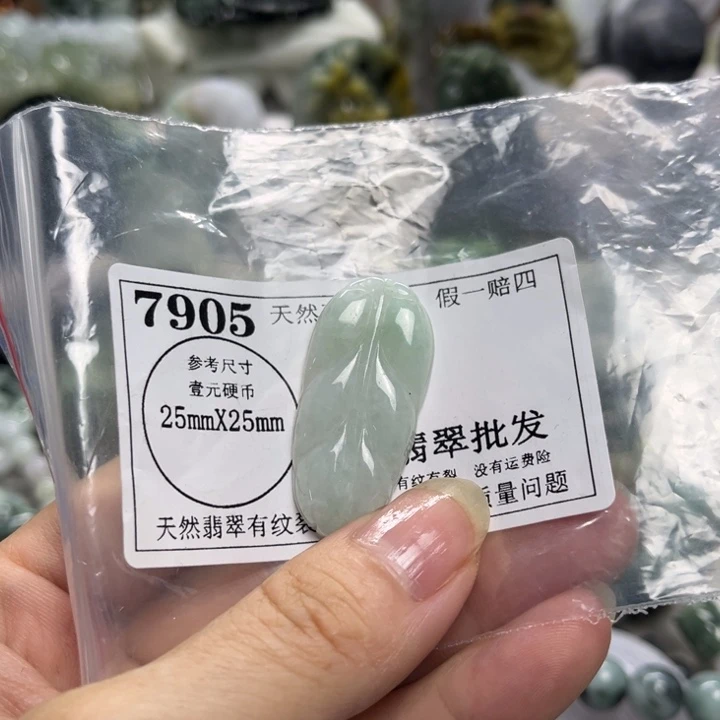 7905 天然 假一赔四
参考尺寸
壹元硬币
25mmX25mm
翡翠批发
有纹有裂 没有运费险
质量问题
天然翡翠有纹裂